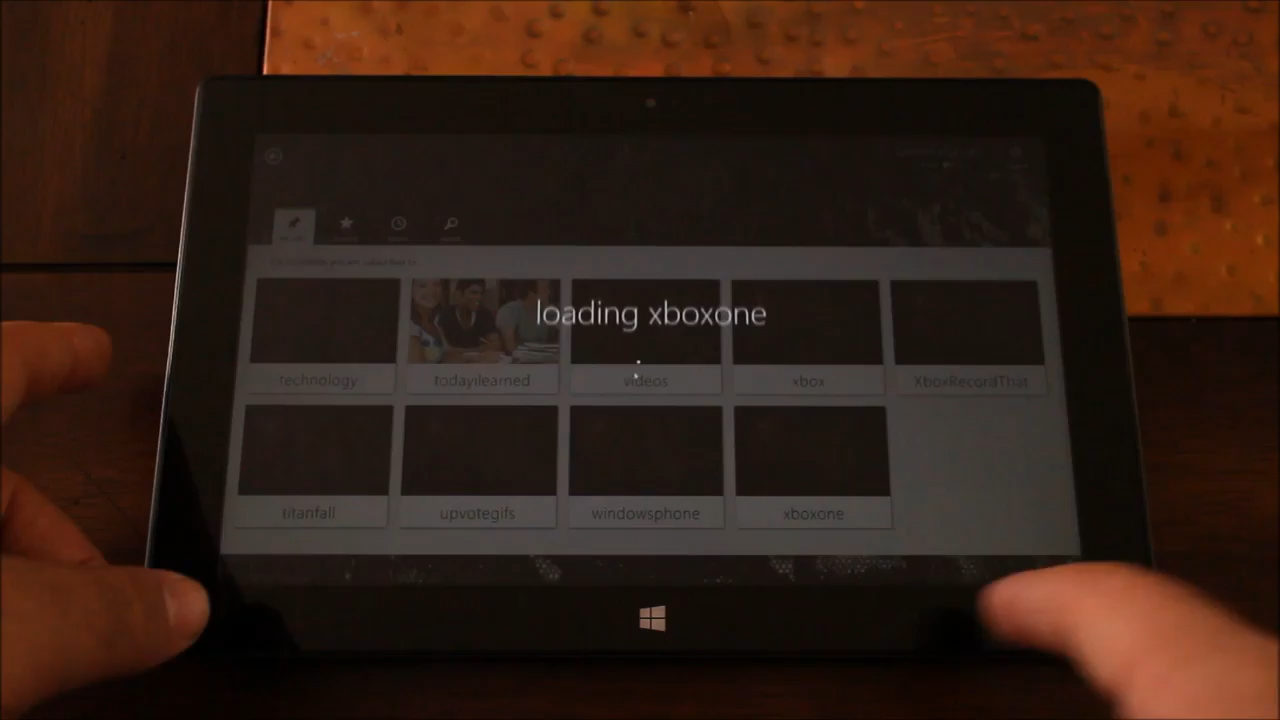 loading xboxone
technology
todayilearned
videos
xbox
XboxRecordThat
titanfall
upvotegifs
windowsphone
xboxone